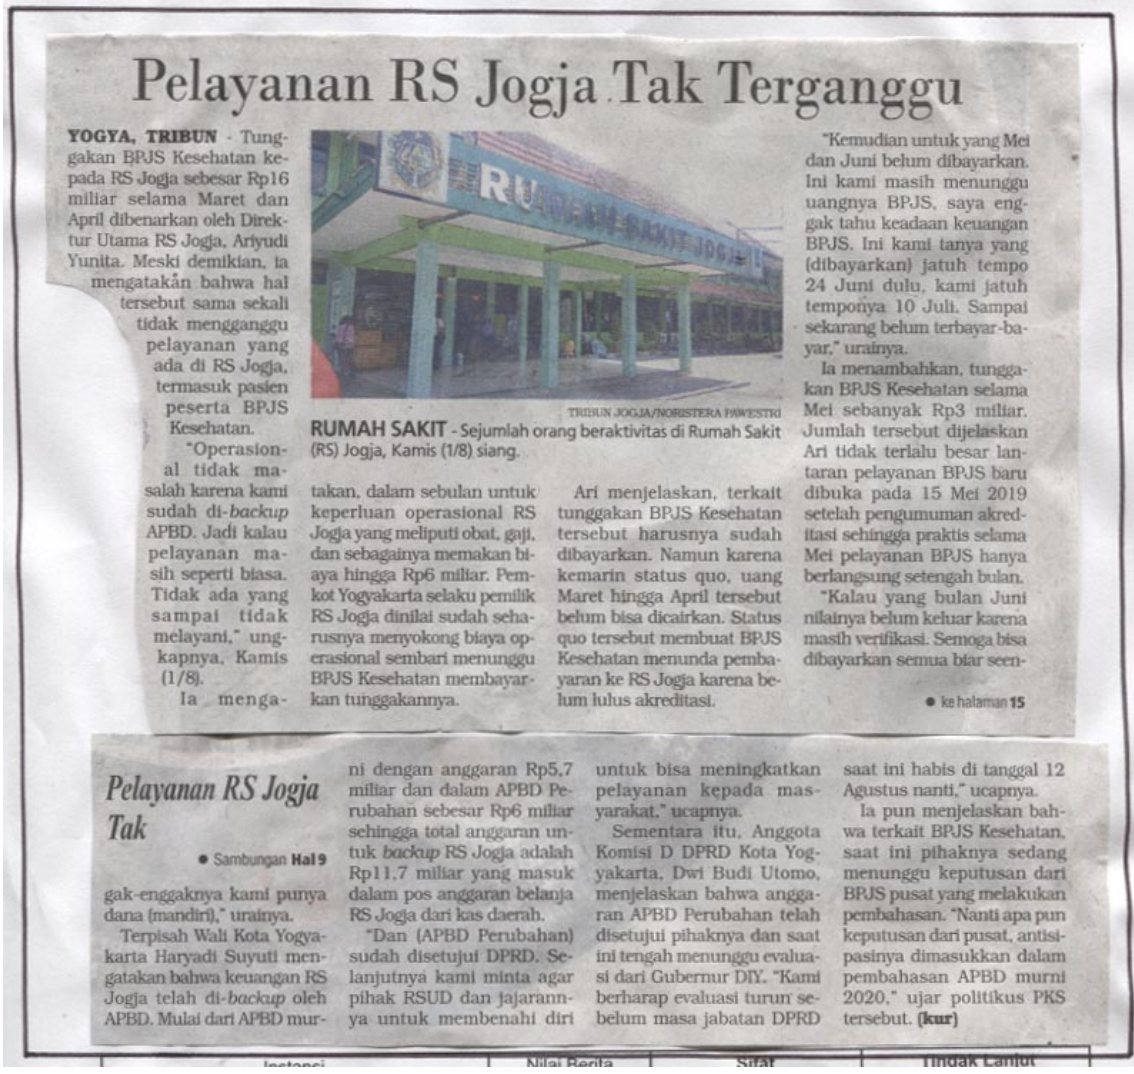 Pelayanan RS Jogja Tak Terganggu
YOGYA, TRIBUN - Tung-
gakan BPJS Kesehatan ke-
pada RS Jogja sebesar Rp16
miliar selama Maret dan
April dibenarkan oleh Direk-
tur Utama RS Jogja, Ariyudi
Yunita. Meski demikian, ia
mengatakan bahwa hal
tersebut sama sekali
tidak mengganggu
pelayanan yang
ada di RS Jogja,
termasuk pasien
peserta BPJS
Kesehatan.
"Operasion-
al tidak ma-
salah karena kami
sudah di-backup
APBD. Jadi kalau
pelayanan ma-
sih seperti biasa.
Tidak ada yang
sampai tidak
melayani," ung-
kapnya, Kamis
(1/8).
Ia menga-
RUMAH SAKIT JOGJA
TRIBUN JOGJA/NORISTERA PAWESTRI
RUMAH SAKIT - Sejumlah orang beraktivitas di Rumah Sakit
(RS) Jogja, Kamis (1/8) siang.
takan, dalam sebulan untuk
keperluan operasional RS
Jogja yang meliputi obat, gaji,
dan sebagainya memakan bi-
aya hingga Rp6 miliar. Pem-
kot Yogyakarta selaku pemilik
RS Jogja dinilai sudah seha-
rusnya menyokong biaya op-
erasional sembari menunggu
BPJS Kesehatan membayar-
kan tunggakannya.
Ari menjelaskan, terkait
tunggakan BPJS Kesehatan
tersebut harusnya sudah
dibayarkan. Namun karena
kemarin status quo, uang
Maret hingga April tersebut
belum bisa dicairkan. Status
quo tersebut membuat BPJS
Kesehatan menunda pemba-
yaran ke RS Jogja karena be-
lum lulus akreditasi.
"Kemudian untuk yang Mei
dan Juni belum dibayarkan.
Ini kami masih menunggu
uangnya BPJS, saya eng-
gak tahu keadaan keuangan
BPJS. Ini kami tanya yang
(dibayarkan) jatuh tempo
24 Juni dulu, kami jatuh
temponya 10 Juli. Sampai
sekarang belum terbayar-ba-
yar," urainya.
Ia menambahkan, tungga-
kan BPJS Kesehatan selama
Mei sebanyak Rp3 miliar.
Jumlah tersebut dijelaskan
Ari tidak terlalu besar lan-
taran pelayanan BPJS baru
dibuka pada 15 Mei 2019
setelah pengumuman akred-
itasi sehingga praktis selama
Mei pelayanan BPJS hanya
berlangsung setengah bulan.
"Kalau yang bulan Juni
nilainya belum keluar karena
masih verifikasi. Semoga bisa
dibayarkan semua biar seen-
● ke halaman 15
Pelayanan RS Jogja
Tak
● Sambungan Hal 9
gak-enggaknya kami punya
dana (mandiri)," urainya.
Terpisah Wali Kota Yogya-
karta Haryadi Suyuti men-
gatakan bahwa keuangan RS
Jogja telah di-backup oleh
APBD. Mulai dari APBD mur-
ni dengan anggaran Rp5,7
miliar dan dalam APBD Pe-
rubahan sebesar Rp6 miliar
sehingga total anggaran un-
tuk backup RS Jogja adalah
Rp11,7 miliar yang masuk
dalam pos anggaran belanja
RS Jogja dari kas daerah.
"Dan (APBD Perubahan)
sudah disetujui DPRD. Se-
lanjutnya kami minta agar
pihak RSUD dan jajarann-
ya untuk membenahi diri
untuk bisa meningkatkan
pelayanan kepada mas-
yarakat," ucapnya.
Sementara itu, Anggota
Komisi D DPRD Kota Yog-
yakarta, Dwi Budi Utomo,
menjelaskan bahwa angga-
ran APBD Perubahan telah
disetujui pihaknya dan saat
ini tengah menunggu evalua-
si dari Gubernur DIY. "Kami
berharap evaluasi turun se-
belum masa jabatan DPRD
saat ini habis di tanggal 12
Agustus nanti," ucapnya.
Ia pun menjelaskan bah-
wa terkait BPJS Kesehatan,
saat ini pihaknya sedang
menunggu keputusan dari
BPJS pusat yang melakukan
pembahasan. "Nanti apa pun
keputusan dari pusat, antisi-
pasinya dimasukkan dalam
pembahasan APBD murni
2020," ujar politikus PKS
tersebut. (kur)
Instansi
Nilai Berita
Sifat
Tindak Lanjut